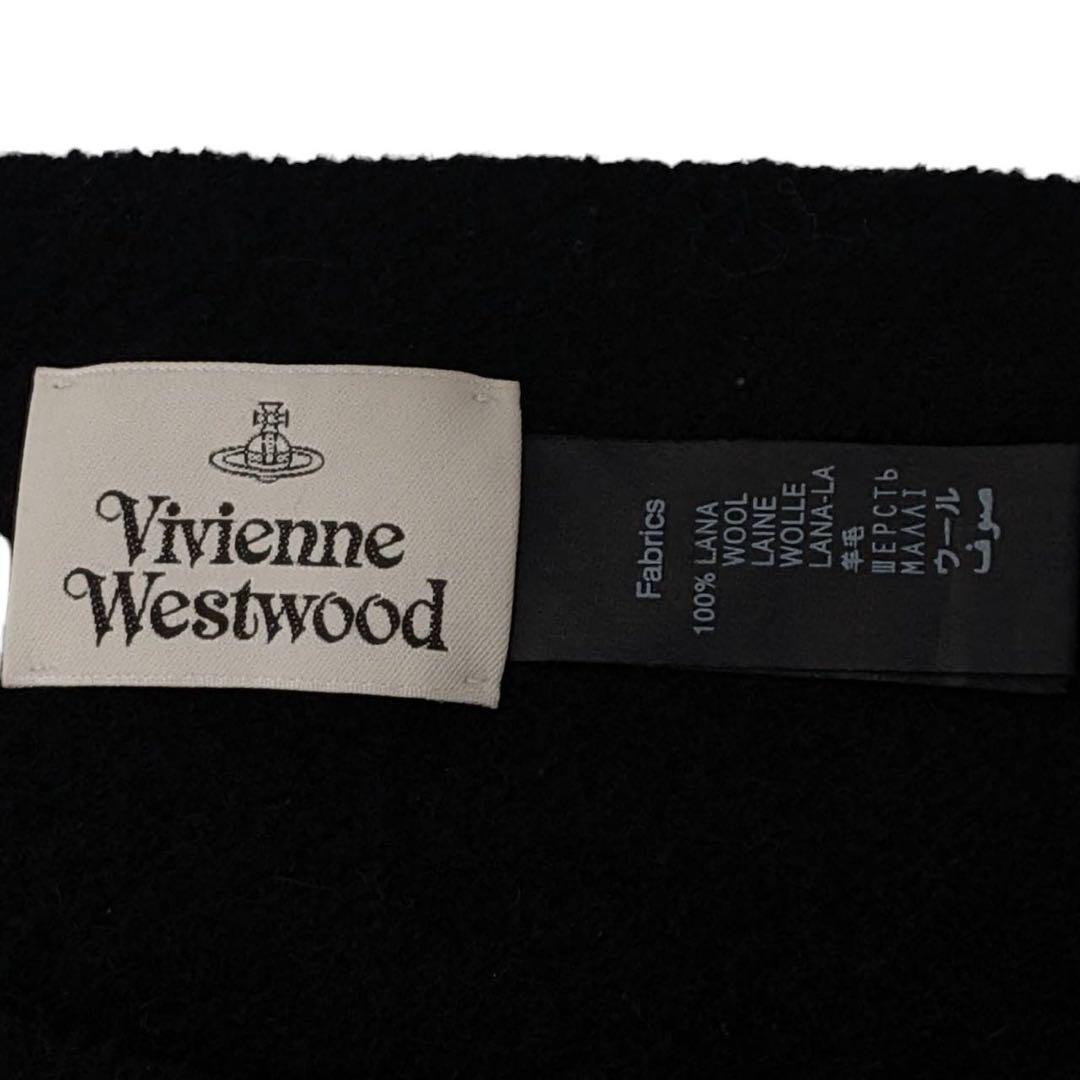 Vivienne
Westwood
Fabrics
100% LANA
WOOL
LAINE
WOLLE
LANA-LA
羊毛
ШЕРСТЬ
ΜΑΛΛΙ
ウール
صوف